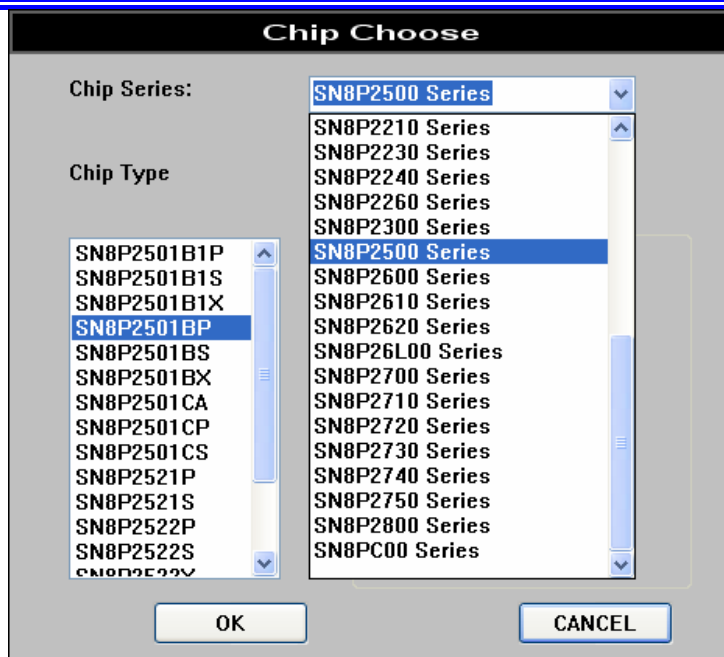 Chip Choose
Chip Series:
SN8P2500 Series
SN8P2210 Series
SN8P2230 Series
SN8P2240 Series
SN8P2260 Series
SN8P2300 Series
SN8P2500 Series
SN8P2600 Series
SN8P2610 Series
SN8P2620 Series
SN8P26L00 Series
SN8P2700 Series
SN8P2710 Series
SN8P2720 Series
SN8P2730 Series
SN8P2740 Series
SN8P2750 Series
SN8P2800 Series
SN8PC00 Series
Chip Type
SN8P2501B1P
SN8P2501B1S
SN8P2501B1X
SN8P2501BP
SN8P2501BS
SN8P2501BX
SN8P2501CA
SN8P2501CP
SN8P2501CS
SN8P2521P
SN8P2521S
SN8P2522P
SN8P2522S
OK
CANCEL